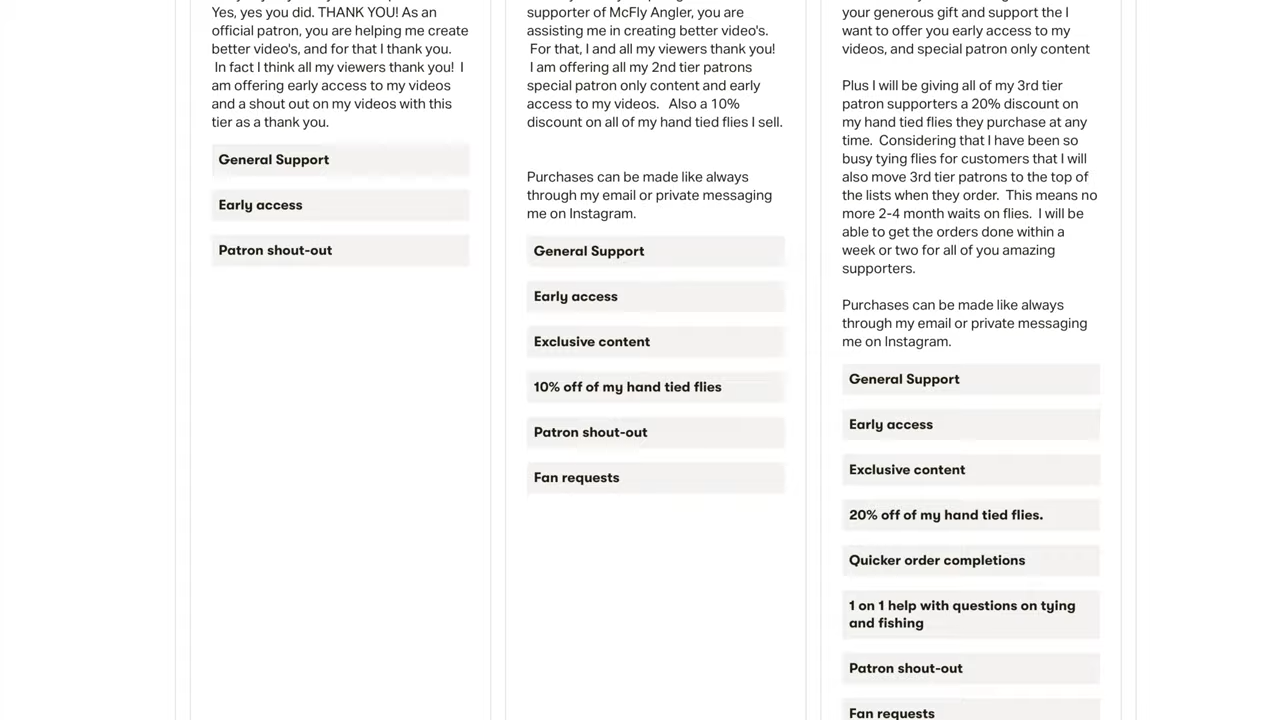 Yes, yes you did. THANK YOU! As an
official patron, you are helping me create
better video's, and for that I thank you.
In fact I think all my viewers thank you! I
am offering early access to my videos
and a shout out on my videos with this
tier as a thank you.
General Support
Early access
Patron shout-out
supporter of McFly Angler, you are
assisting me in creating better video's.
For that, I and all my viewers thank you!
I am offering all my 2nd tier patrons
special patron only content and early
access to my videos. Also a 10%
discount on all of my hand tied flies I sell.
Purchases can be made like always
through my email or private messaging
me on Instagram.
General Support
Early access
Exclusive content
10% off of my hand tied flies
Patron shout-out
Fan requests
your generous gift and support the I
want to offer you early access to my
videos, and special patron only content
Plus I will be giving all of my 3rd tier
patron supporters a 20% discount on
my hand tied flies they purchase at any
time. Considering that I have been so
busy tying flies for customers that I will
also move 3rd tier patrons to the top of
the lists when they order. This means no
more 2-4 month waits on flies. I will be
able to get the orders done within a
week or two for all of you amazing
supporters.
Purchases can be made like always
through my email or private messaging
me on Instagram.
General Support
Early access
Exclusive content
20% off of my hand tied flies.
Quicker order completions
1 on 1 help with questions on tying
and fishing
Patron shout-out
Fan requests